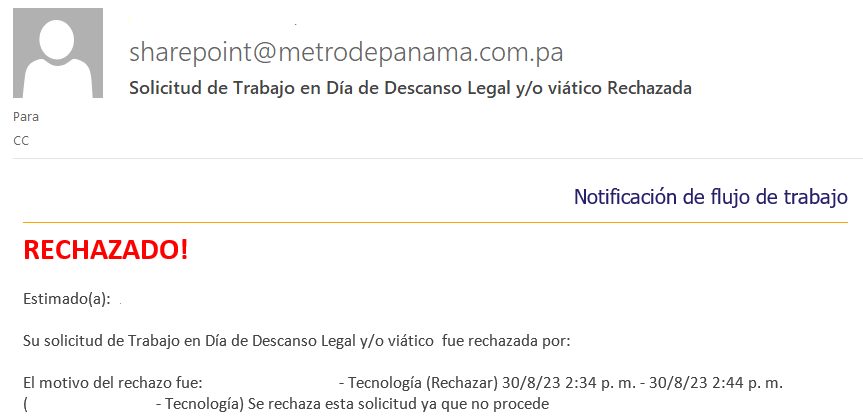 sharepoint@metrodepanama.com.pa
Solicitud de Trabajo en Día de Descanso Legal y/o viático Rechazada
Para
CC
Notificación de flujo de trabajo
RECHAZADO!
Estimado(a):
Su solicitud de Trabajo en Día de Descanso Legal y/o viático fue rechazada por:
El motivo del rechazo fue: - Tecnología (Rechazar) 30/8/23 2:34 p. m. - 30/8/23 2:44 p. m.
( - Tecnología) Se rechaza esta solicitud ya que no procede